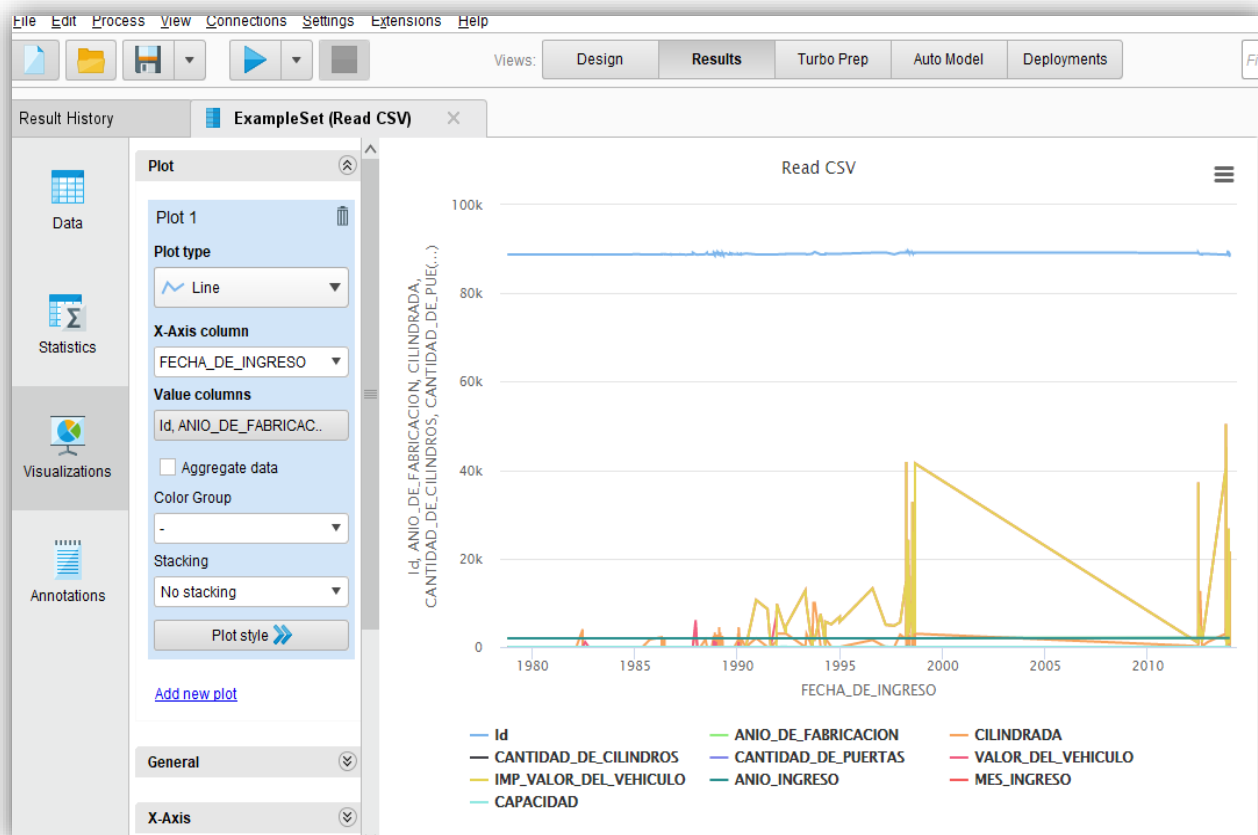 File Edit Process View Connections Settings Extensions Help
Views: Design Results Turbo Prep Auto Model Deployments
Result History ExampleSet (Read CSV)
Data
Statistics
Visualizations
Annotations
Plot
Plot 1
Plot type
Line
X-Axis column
FECHA_DE_INGRESO
Value columns
Id, ANIO_DE_FABRICAC..
Aggregate data
Color Group
-
Stacking
No stacking
Plot style
Add new plot
General
X-Axis
Read CSV
Id, ANIO_DE_FABRICACION, CILINDRADA,
CANTIDAD_DE_CILINDROS, CANTIDAD_DE_PUE(...)
100k
80k
60k
40k
20k
0
1980 1985 1990 1995 2000 2005 2010
FECHA_DE_INGRESO
Id ANIO_DE_FABRICACION CILINDRADA
CANTIDAD_DE_CILINDROS CANTIDAD_DE_PUERTAS VALOR_DEL_VEHICULO
IMP_VALOR_DEL_VEHICULO ANIO_INGRESO MES_INGRESO
CAPACIDAD